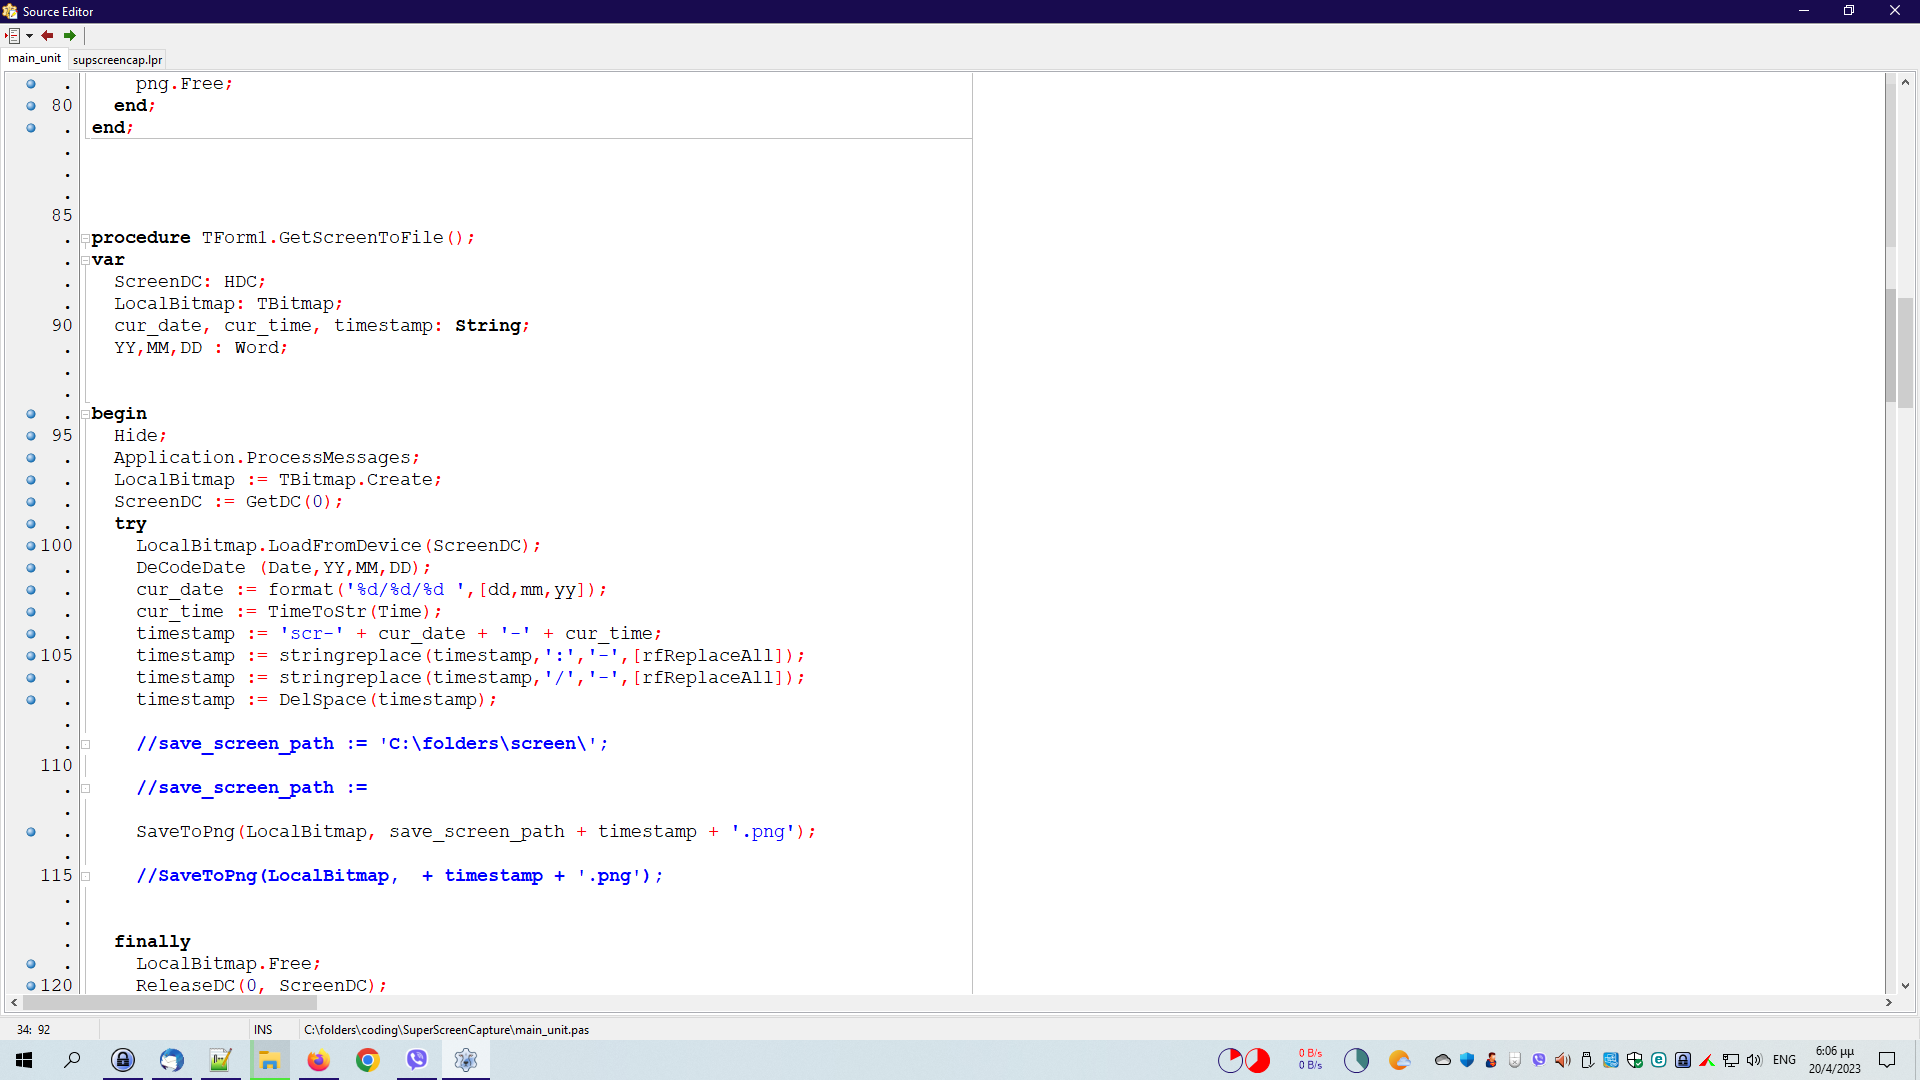 Source Editor
main_unit
supscreencap.lpr
. png.Free;
80 end;
. end;
.
.
.
85
. procedure TForm1.GetScreenToFile();
. var
. ScreenDC: HDC;
. LocalBitmap: TBitmap;
90 cur_date, cur_time, timestamp: String;
. YY,MM,DD : Word;
.
.
. begin
95 Hide;
. Application.ProcessMessages;
. LocalBitmap := TBitmap.Create;
. ScreenDC := GetDC(0);
. try
100 LocalBitmap.LoadFromDevice(ScreenDC);
. DeCodeDate (Date,YY,MM,DD);
. cur_date := format('%d/%d/%d ',[dd,mm,yy]);
. cur_time := TimeToStr(Time);
. timestamp := 'scr-' + cur_date + '-' + cur_time;
105 timestamp := stringreplace(timestamp,':','-',[rfReplaceAll]);
. timestamp := stringreplace(timestamp,'/','-',[rfReplaceAll]);
. timestamp := DelSpace(timestamp);
.
. //save_screen_path := 'C:\folders\screen\';
110
. //save_screen_path :=
.
. SaveToPng(LocalBitmap, save_screen_path + timestamp + '.png');
.
115 //SaveToPng(LocalBitmap,  + timestamp + '.png');
.
.
. finally
. LocalBitmap.Free;
120 ReleaseDC(0, ScreenDC);
34: 92
INS
C:\folders\coding\SuperScreenCapture\main_unit.pas
0 B/s
0 B/s
ENG
6:06 μμ
20/4/2023